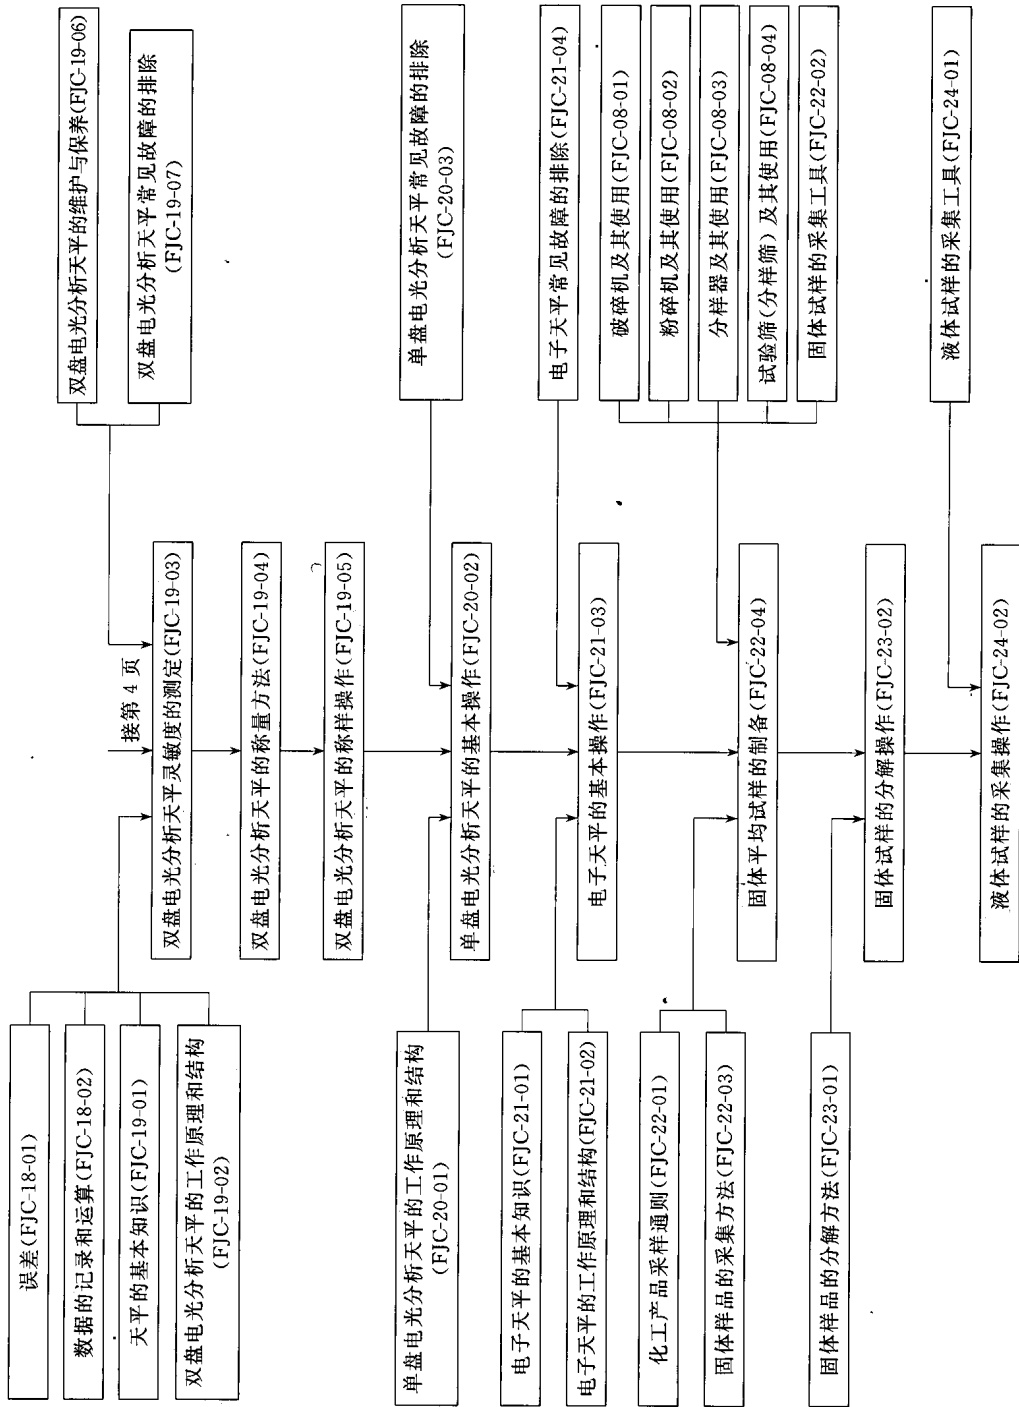 误差(FJC-18-01)
数据的记录和运算(FJC-18-02)
天平的基本知识(FJC-19-01)
双盘电光分析天平的工作原理和结构
(FJC-19-02)
单盘电光分析天平的工作原理和结构
(FJC-20-01)
电子天平的基本知识(FJC-21-01)
电子天平的工作原理和结构(FJC-21-02)
化工产品采样通则(FJC-22-01)
固体样品的采集方法(FJC-22-03)
固体样品的分解方法(FJC-23-01)
接第 4 页
双盘电光分析天平灵敏度的测定(FJC-19-03)
双盘电光分析天平的称量方法(FJC-19-04)
双盘电光分析天平的称样操作(FJC-19-05)
单盘电光分析天平的基本操作(FJC-20-02)
电子天平的基本操作(FJC-21-03)
固体平均试样的制备(FJC-22-04)
固体试样的分解操作(FJC-23-02)
液体试样的采集操作(FJC-24-02)
双盘电光分析天平的维护与保养(FJC-19-06)
双盘电光分析天平常见故障的排除
(FJC-19-07)
单盘电光分析天平常见故障的排除
(FJC-20-03)
电子天平常见故障的排除(FJC-21-04)
破碎机及其使用(FJC-08-01)
粉碎机及其使用(FJC-08-02)
分样器及其使用(FJC-08-03)
试验筛(分样筛)及其使用(FJC-08-04)
固体试样的采集工具(FJC-22-02)
液体试样的采集工具(FJC-24-01)